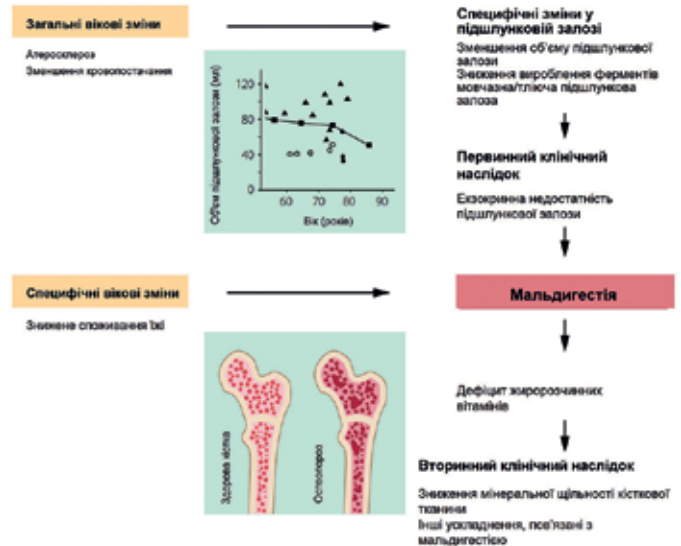 Загальні вікові зміни
Атеросклероз
Зменшення кровопостачання
Специфічні зміни у
підшлунковій залозі
Зменшення об'єму підшлункової
залози
Зниження вироблення ферментів
мовчазна/тліюча підшлункова
залоза
Об'єм підшлункової залози (мл)
120
80
40
0
60
70
80
90
Вік (років)
Первинний клінічний
наслідок
Екзокринна недостатність
підшлункової залози
Специфічні вікові зміни
Знижене споживання їжі
Мальдигестія
Здорова кістка
Остеопороз
Дефіцит жиророзчинних
вітамінів
Вторинний клінічний наслідок
Зниження мінеральної щільності кісткової
тканини
Інші ускладнення, пов'язані з
мальдигестією